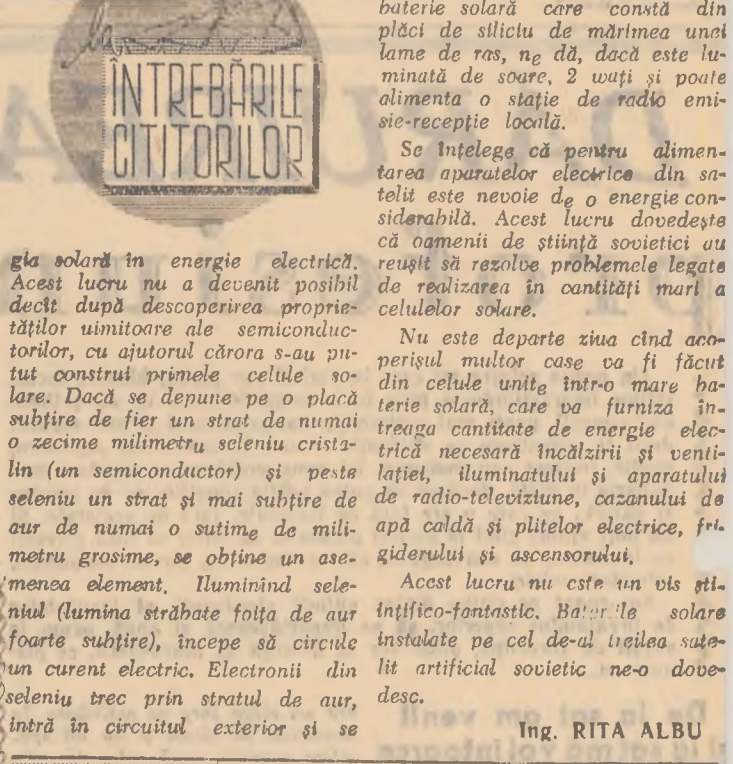 la
ÎNTREBĂRILE
CITITORILOR
gia solară în energie electrică.
Acest lucru nu a devenit posibil
decît după descoperirea proprie-
tăților uimitoare ale semiconduc-
torilor, cu ajutorul cărora s-au pu-
tut construi primele celule so-
lare. Dacă se depune pe o placă
subțire de fier un strat de numai
o zecime milimetru seleniu crista-
lin (un semiconductor) și peste
seleniu un strat și mai subțire de
aur de numai o sutime de mili-
metru grosime, se obține un ase-
menea element. Iluminînd sele-
niul (lumina străbate foița de aur
foarte subțire), începe să circule
un curent electric. Electronii din
seleniu trec prin stratul de aur,
intră în circuitul exterior și se
baterie solară care constă din
plăci de siliciu de mărimea unei
lame de ras, ne dă, dacă este lu-
minată de soare, 2 wați și poate
alimenta o stație de radio emi-
sie-recepție locală.
Se înțelege că pentru alimen-
tarea aparatelor electrice din sa-
telit este nevoie de o energie con-
siderabilă. Acest lucru dovedește
că oamenii de știință sovietici au
reușit să rezolve problemele legate
de realizarea în cantități mari a
celulelor solare.
Nu este departe ziua cînd aco-
perișul multor case va fi făcut
din celule unite într-o mare ba-
terie solară, care va furniza în-
treaga cantitate de energie elec-
trică necesară încălzirii și venti-
lației, iluminatului și aparatului
de radio-televiziune, cazanului de
apă caldă și plitelor electrice, fri-
giderului și ascensorului.
Acest lucru nu este un vis ști-
ințifico-fantastic. Bateriile solare
instalate pe cel de-al treilea sate-
lit artificial sovietic ne-o dove-
desc.
Ing. RITA ALBU